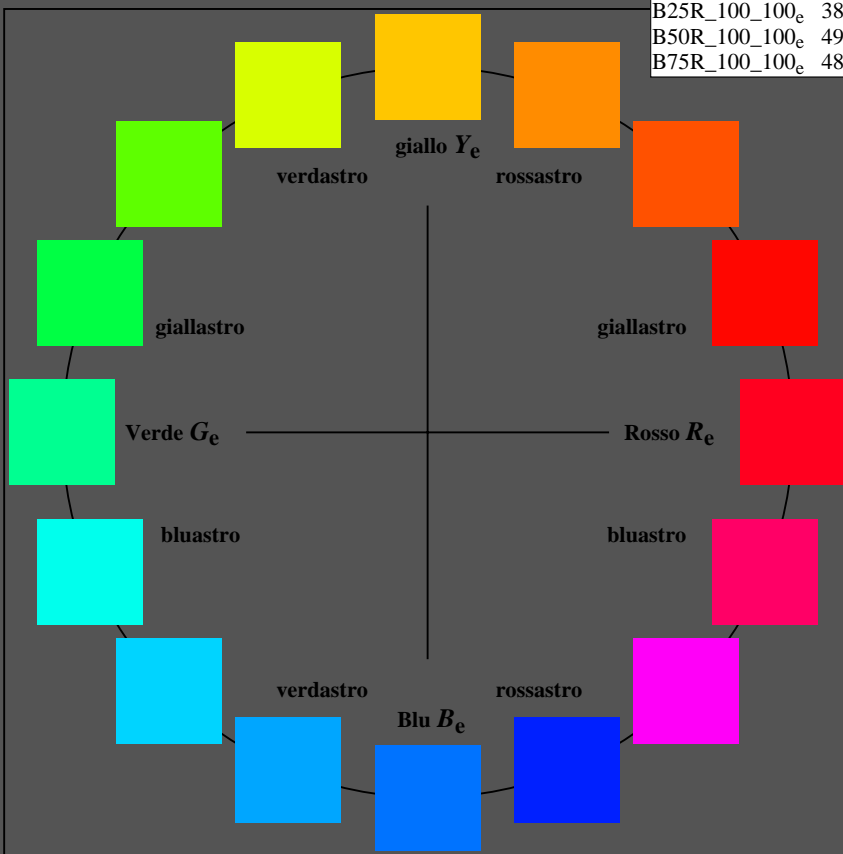 B25R_100_100e 38
B50R_100_100e 49
B75R_100_100e 48
giallo Ye
verdastro rossastro
giallastro giallastro
Verde Ge Rosso Re
bluastro bluastro
verdastro rossastro
Blu Be